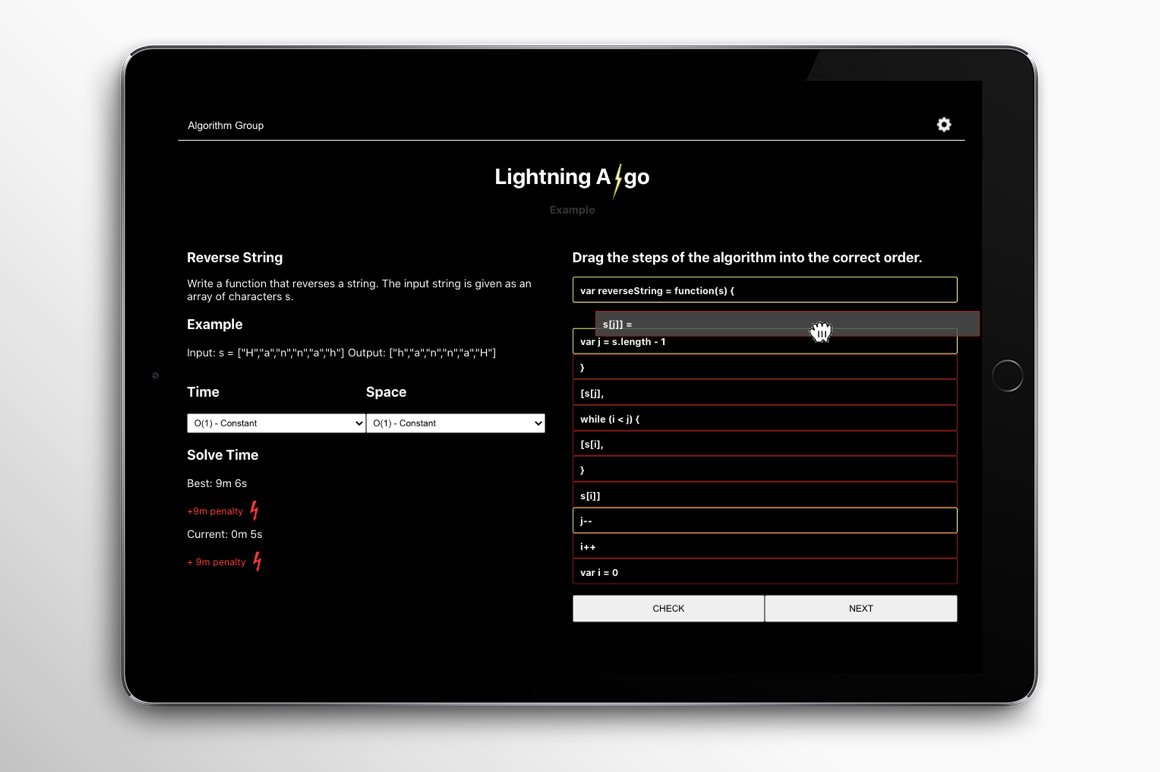 Algorithm Group
Lightning A go
Example
Reverse String
Write a function that reverses a string. The input string is given as an
array of characters s.
Example
Input: s = ["H","a","n","n","a","h"] Output: ["h","a","n","n","a","H"]
Time
Space
O(1) - Constant
O(1) - Constant
Solve Time
Best: 9m 6s
+9m penalty
Current: 0m 5s
+ 9m penalty
Drag the steps of the algorithm into the correct order.
var reverseString = function(s) {
s[j]] =
var j = s.length - 1
}
[s[j],
while (i < j) {
[s[i],
}
s[i]]
j--
i++
var i = 0
CHECK
NEXT